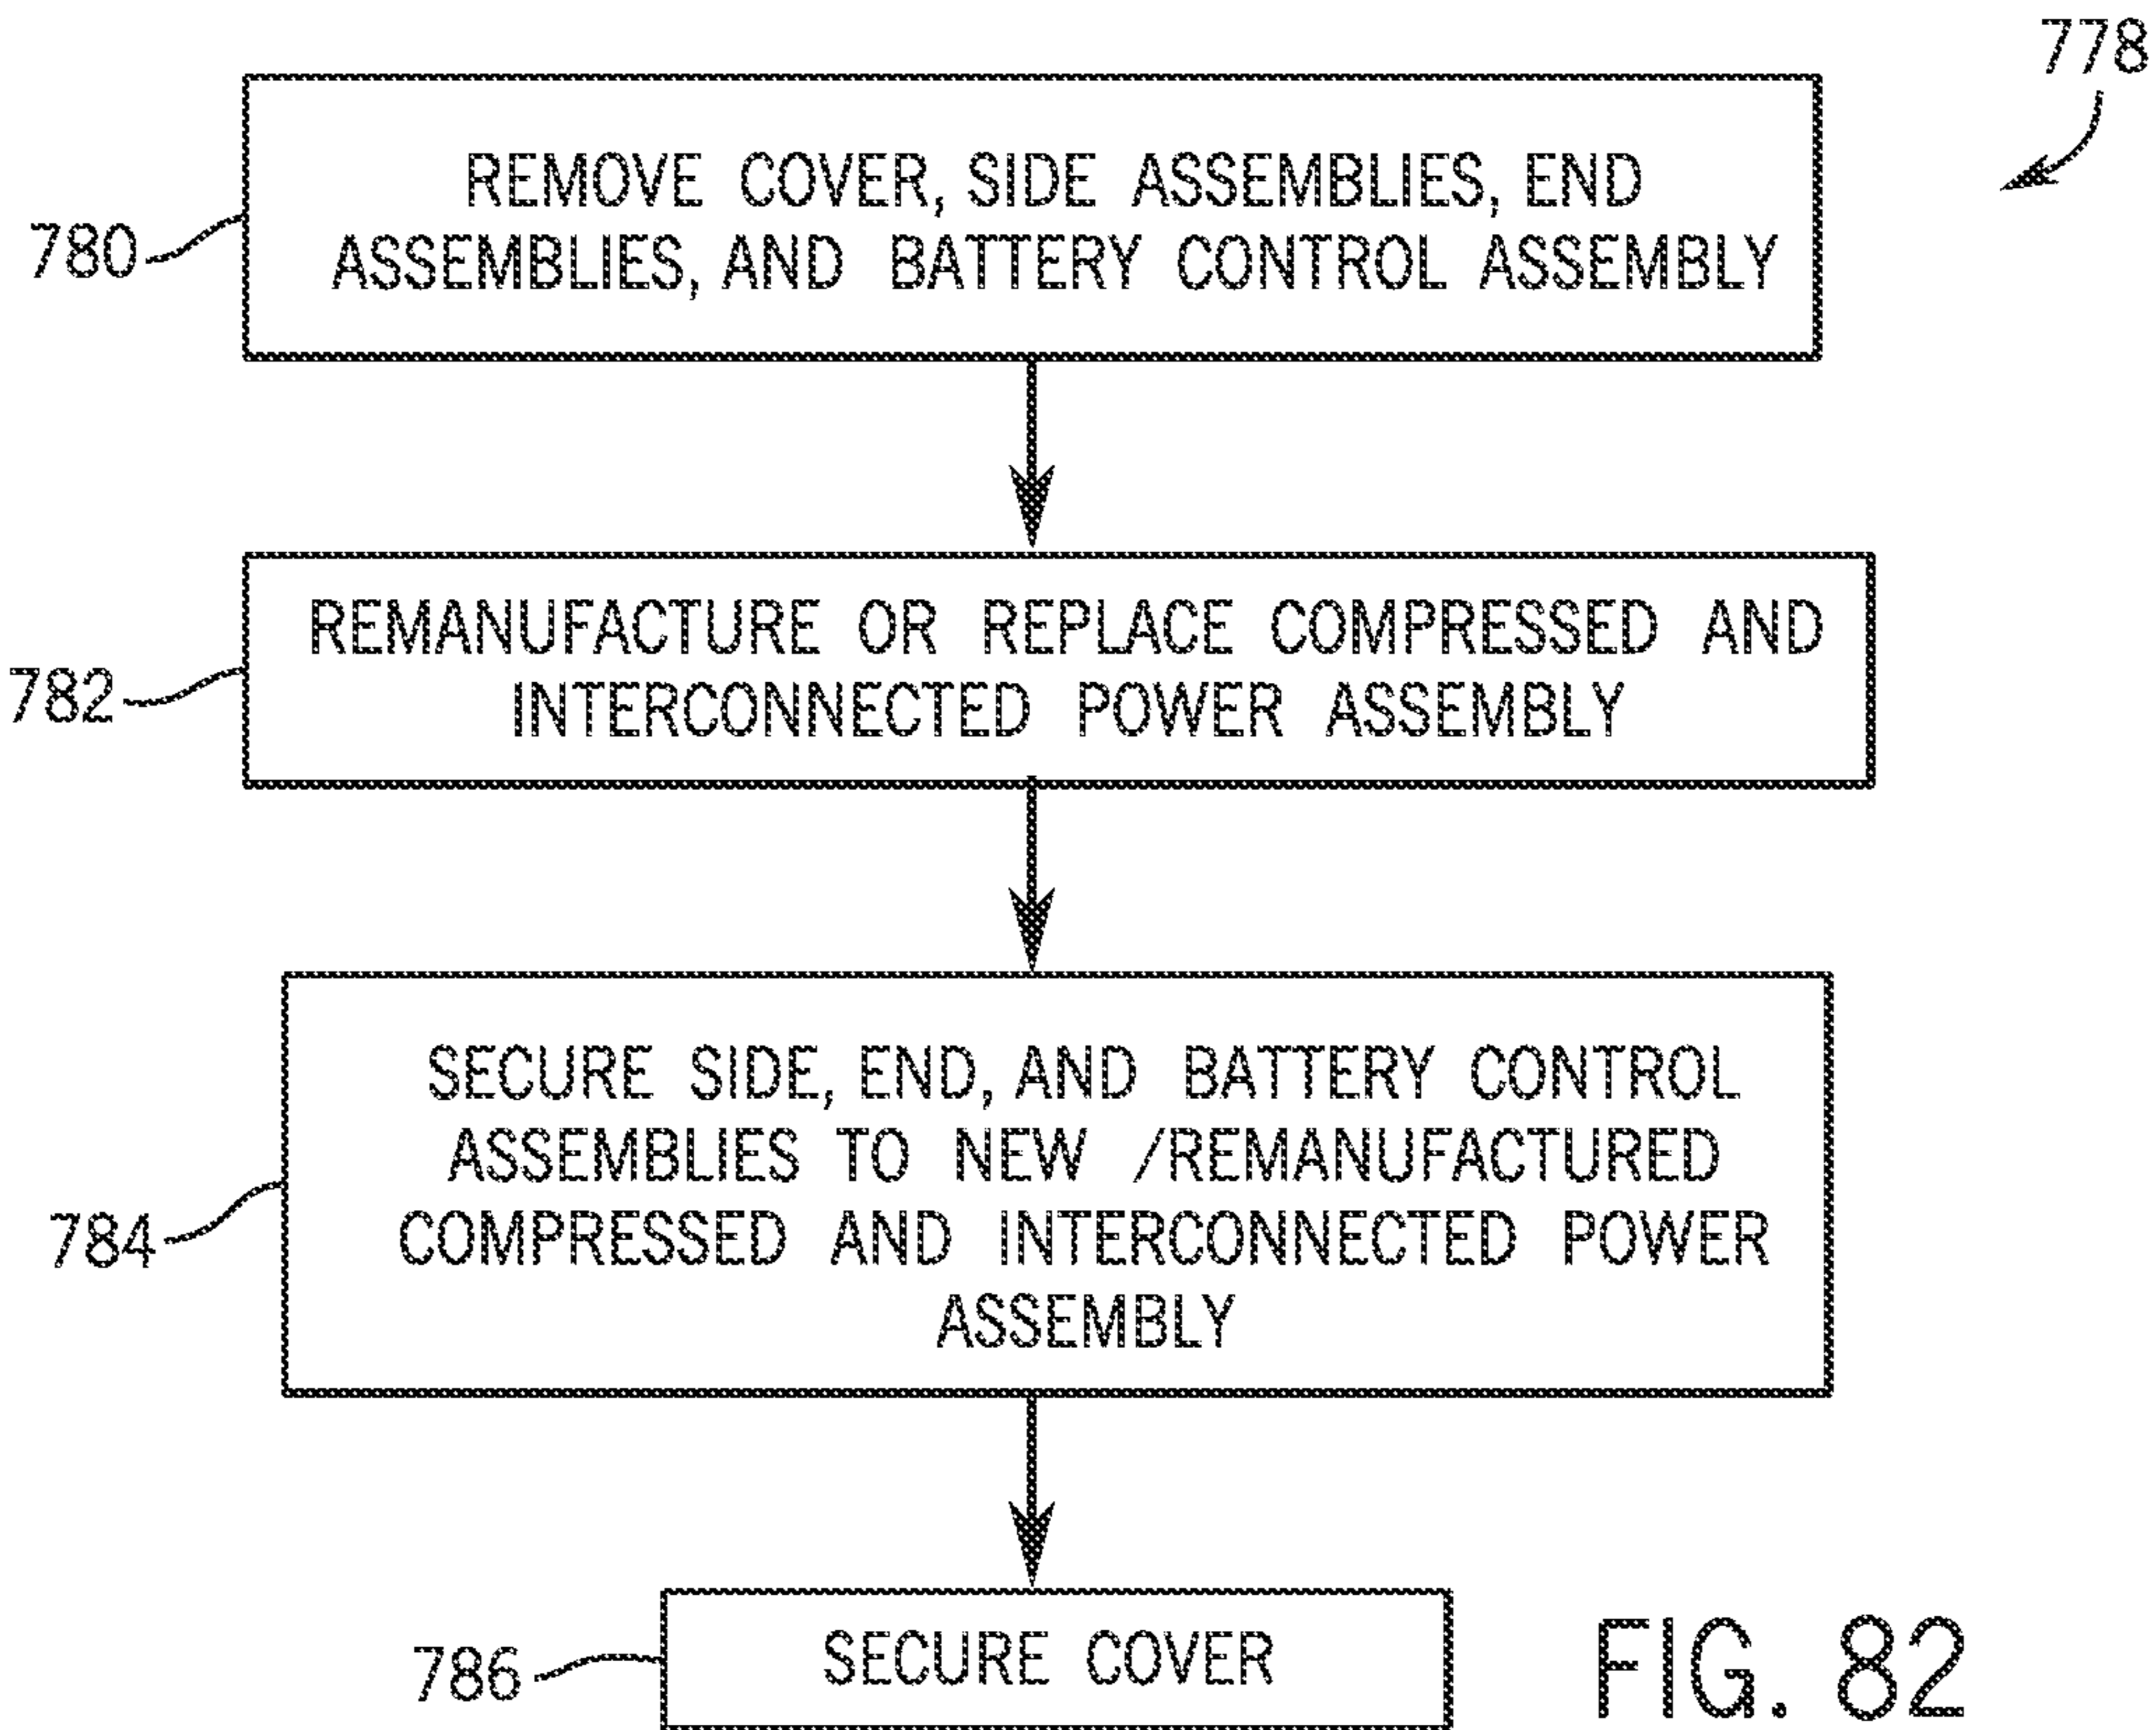 778
REMOVE COVER, SIDE ASSEMBLIES, END
ASSEMBLIES, AND BATTERY CONTROL ASSEMBLY
780
REMANUFACTURE OR REPLACE COMPRESSED AND
INTERCONNECTED POWER ASSEMBLY
782
SECURE SIDE, END, AND BATTERY CONTROL
ASSEMBLIES TO NEW /REMANUFACTURED
COMPRESSED AND INTERCONNECTED POWER
ASSEMBLY
784
SECURE COVER
786
FIG. 82